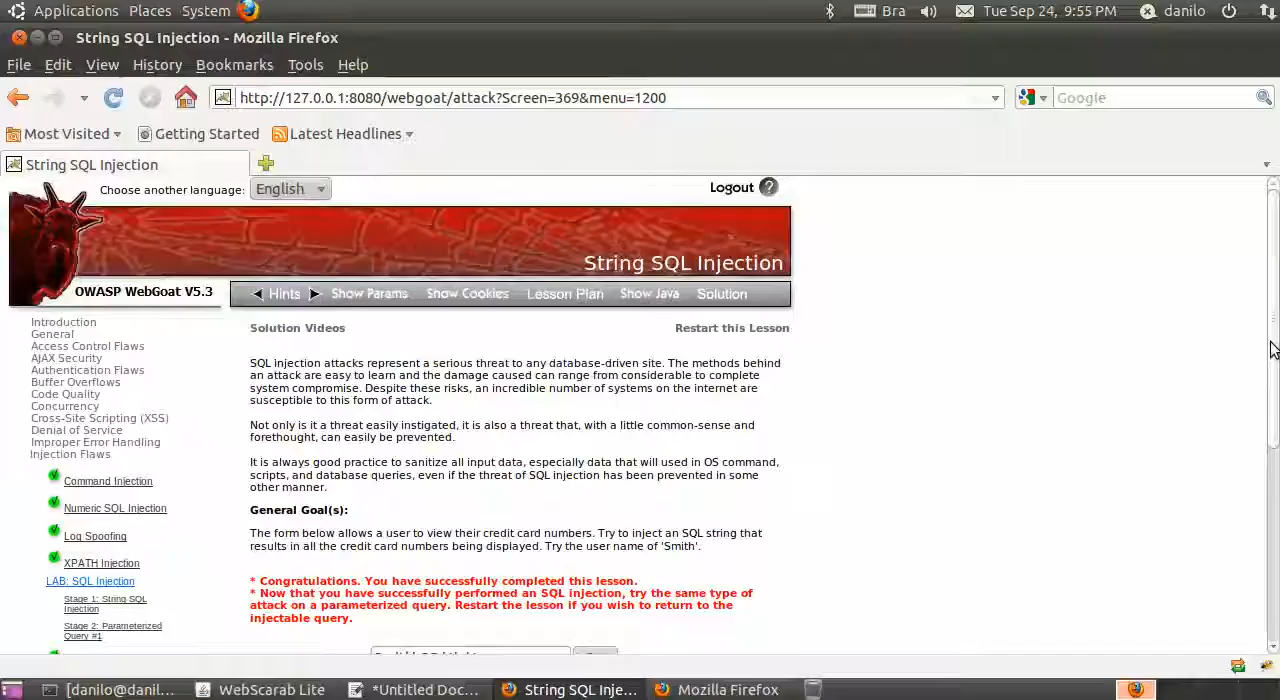 Applications Places System Bra Tue Sep 24, 9:55 PM danilo
String SQL Injection - Mozilla Firefox
File Edit View History Bookmarks Tools Help
http://127.0.0.1:8080/webgoat/attack?Screen=369&menu=1200 Google
Most Visited Getting Started Latest Headlines
String SQL Injection
Choose another language: English Logout ?
String SQL Injection
OWASP WebGoat V5.3 Hints Show Params Show Cookies Lesson Plan Show Java Solution
Introduction
General
Access Control Flaws
AJAX Security
Authentication Flaws
Buffer Overflows
Code Quality
Concurrency
Cross-Site Scripting (XSS)
Denial of Service
Improper Error Handling
Injection Flaws
Command Injection
Numeric SQL Injection
Log Spoofing
XPATH Injection
LAB: SQL Injection
Stage 1: String SQL
Injection
Stage 2: Parameterized
Query #1
Solution Videos Restart this Lesson
SQL injection attacks represent a serious threat to any database-driven site. The methods behind
an attack are easy to learn and the damage caused can range from considerable to complete
system compromise. Despite these risks, an incredible number of systems on the internet are
susceptible to this form of attack.
Not only is it a threat easily instigated, it is also a threat that, with a little common-sense and
forethought, can easily be prevented.
It is always good practice to sanitize all input data, especially data that will used in OS command,
scripts, and database queries, even if the threat of SQL injection has been prevented in some
other manner.
General Goal(s):
The form below allows a user to view their credit card numbers. Try to inject an SQL string that
results in all the credit card numbers being displayed. Try the user name of 'Smith'.
* Congratulations. You have successfully completed this lesson.
* Now that you have successfully performed an SQL injection, try the same type of
attack on a parameterized query. Restart the lesson if you wish to return to the
injectable query.
[danilo@danil... WebScarab Lite *Untitled Doc... String SQL Inje... Mozilla Firefox